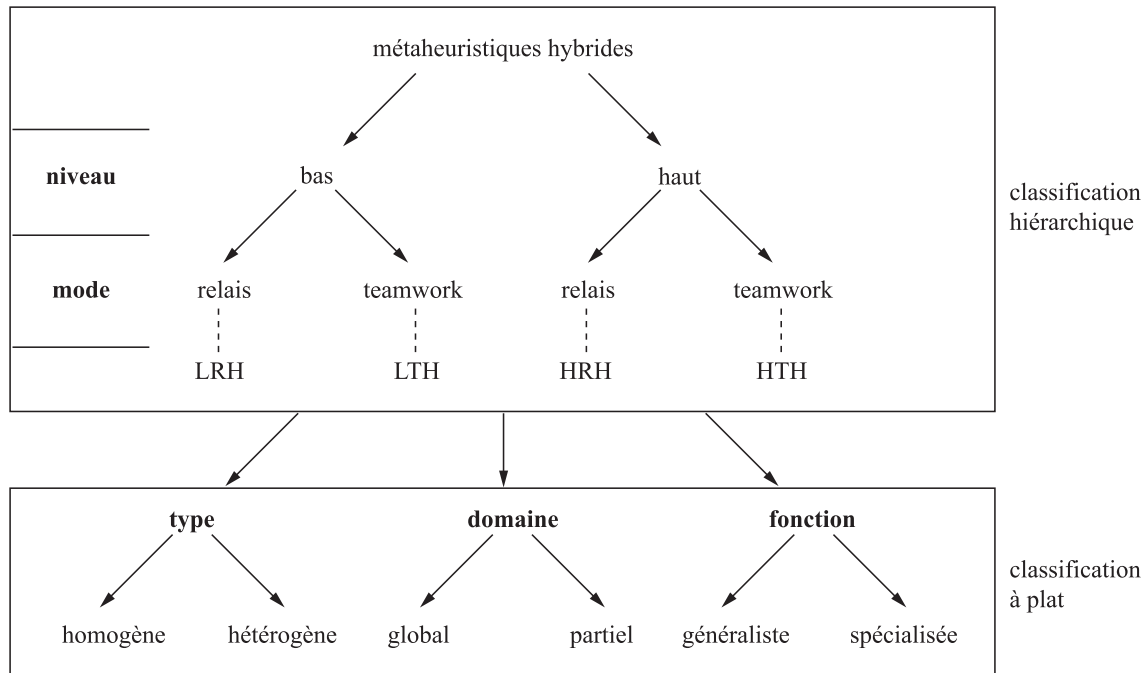 métaheuristiques hybrides
niveau
bas
haut
classification
hiérarchique
mode
relais
teamwork
relais
teamwork
LRH
LTH
HRH
HTH
type
domaine
fonction
classification
à plat
homogène
hétérogène
global
partiel
généraliste
spécialisée